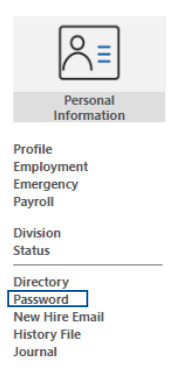 Personal
Information
Profile
Employment
Emergency
Payroll
Division
Status
Directory
Password
New Hire Email
History File
Journal